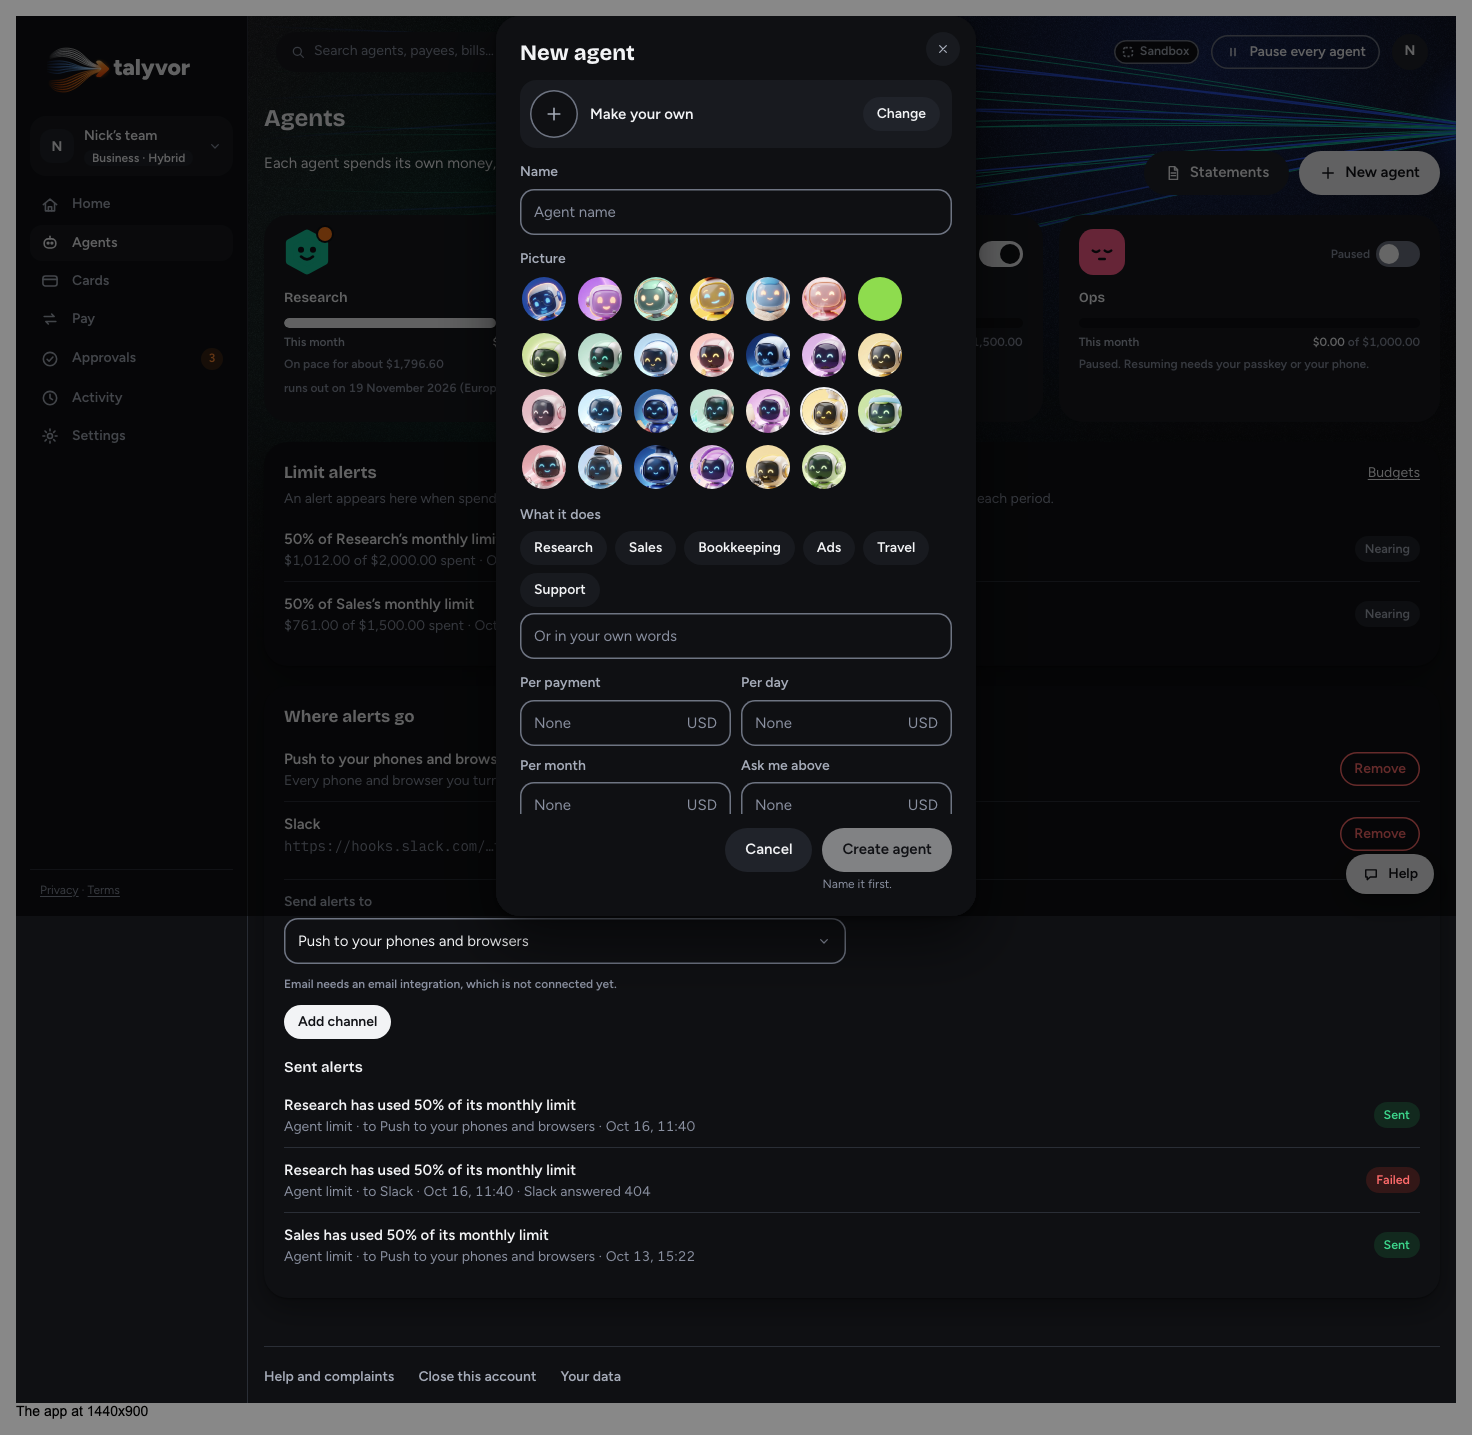 talyvor
N
Nick's team
Business · Hybrid
Home
Agents
Cards
Pay
Approvals
3
Activity
Settings
Privacy · Terms
Search agents, payees, bills...
Sandbox
Pause every agent
N
Agents
Each agent spends its own money,
Statements
New agent
Research
This month
On pace for about $1,796.60
runs out on 19 November 2026 (Europ
,500.00
Paused
Ops
This month
$0.00 of $1,000.00
Paused. Resuming needs your passkey or your phone.
Limit alerts
Budgets
An alert appears here when spend
each period.
50% of Research's monthly limi
$1,012.00 of $2,000.00 spent · O
Nearing
50% of Sales's monthly limit
$761.00 of $1,500.00 spent · Oct
Nearing
Where alerts go
Push to your phones and brows
Every phone and browser you turn
Remove
Slack
https://hooks.slack.com/…
Remove
Help
Send alerts to
Push to your phones and browsers
Email needs an email integration, which is not connected yet.
Add channel
Sent alerts
Research has used 50% of its monthly limit
Agent limit · to Push to your phones and browsers · Oct 16, 11:40
Sent
Research has used 50% of its monthly limit
Agent limit · to Slack · Oct 16, 11:40 · Slack answered 404
Failed
Sales has used 50% of its monthly limit
Agent limit · to Push to your phones and browsers · Oct 13, 15:22
Sent
Help and complaints
Close this account
Your data
New agent
Make your own
Change
Name
Agent name
Picture
What it does
Research
Sales
Bookkeeping
Ads
Travel
Support
Or in your own words
Per payment
Per day
None USD
None USD
Per month
Ask me above
None USD
None USD
Cancel
Create agent
Name it first.
The app at 1440x900